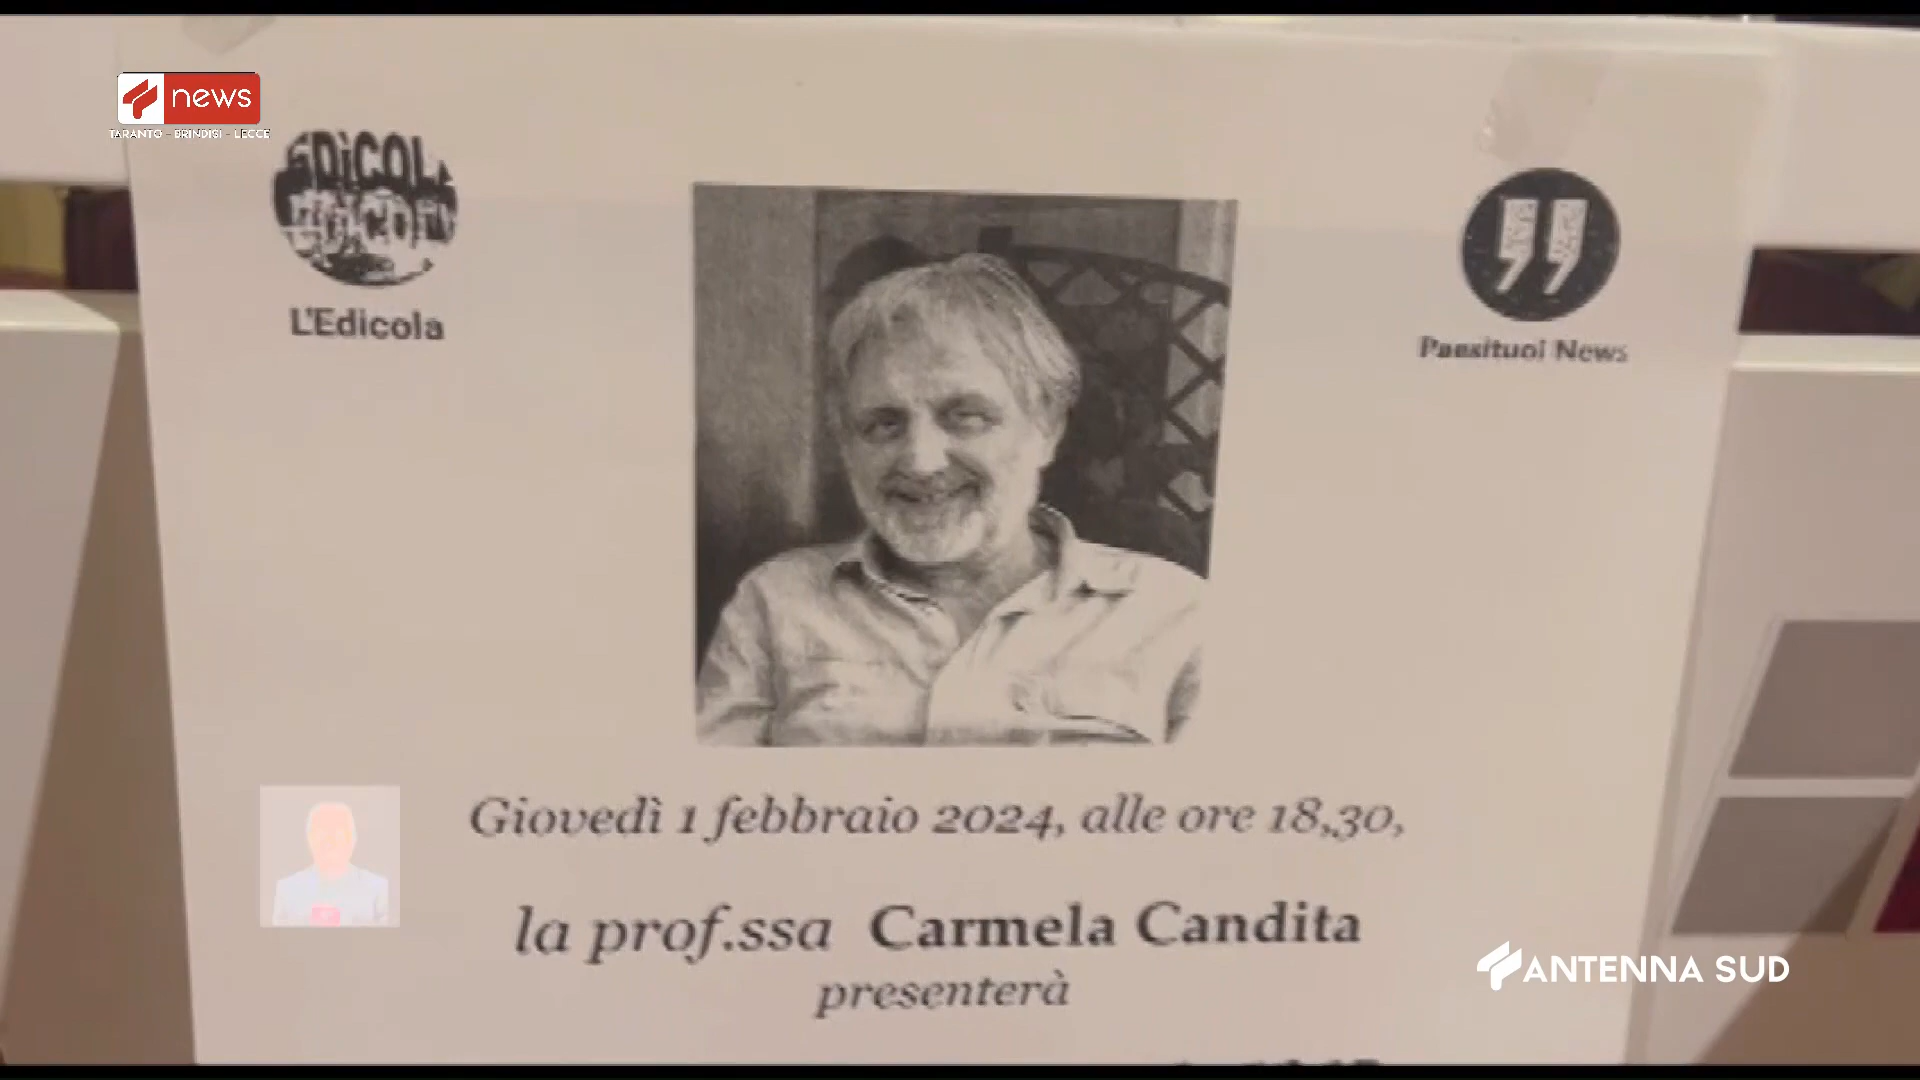 news
TARANTO - BRINDISI - LECCE
L'Edicola
Paesituoi News
Giovedì 1 febbraio 2024, alle ore 18,30,
la prof.ssa Carmela Candita
presenterà
ANTENNA SUD